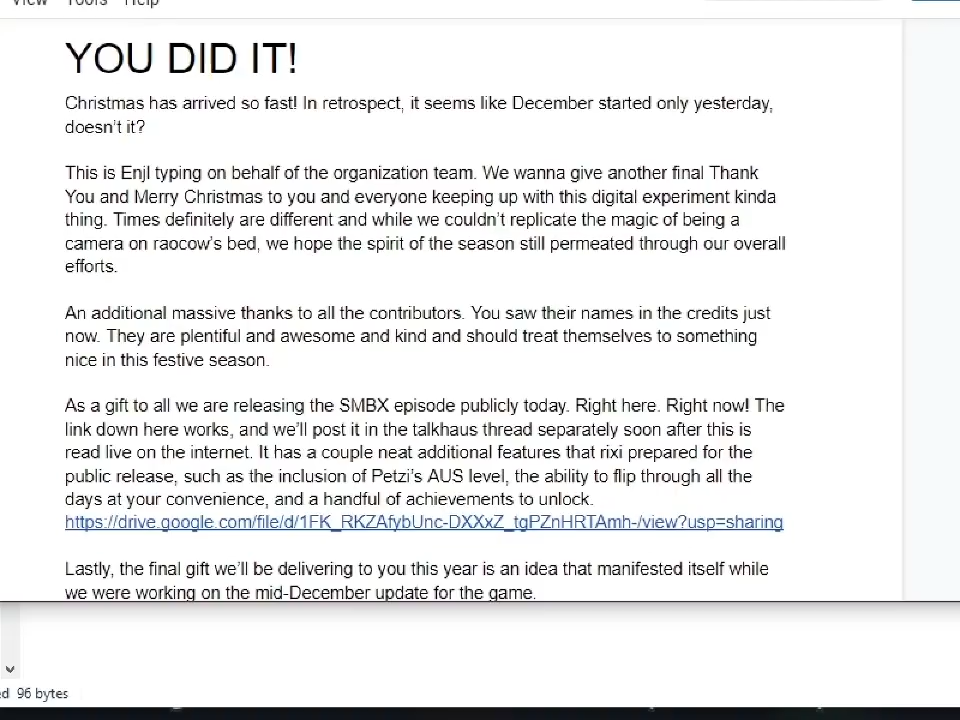 View Tools Help
YOU DID IT!
Christmas has arrived so fast! In retrospect, it seems like December started only yesterday,
doesn't it?
This is Enjl typing on behalf of the organization team. We wanna give another final Thank
You and Merry Christmas to you and everyone keeping up with this digital experiment kinda
thing. Times definitely are different and while we couldn't replicate the magic of being a
camera on raocow's bed, we hope the spirit of the season still permeated through our overall
efforts.
An additional massive thanks to all the contributors. You saw their names in the credits just
now. They are plentiful and awesome and kind and should treat themselves to something
nice in this festive season.
As a gift to all we are releasing the SMBX episode publicly today. Right here. Right now! The
link down here works, and we'll post it in the talkhaus thread separately soon after this is
read live on the internet. It has a couple neat additional features that rixi prepared for the
public release, such as the inclusion of Petzi's AUS level, the ability to flip through all the
days at your convenience, and a handful of achievements to unlock.
https://drive.google.com/file/d/1FK_RKZAfybUnc-DXXxZ_tgPZnHRTAmh-/view?usp=sharing
Lastly, the final gift we'll be delivering to you this year is an idea that manifested itself while
we were working on the mid-December update for the game.
ed 96 bytes